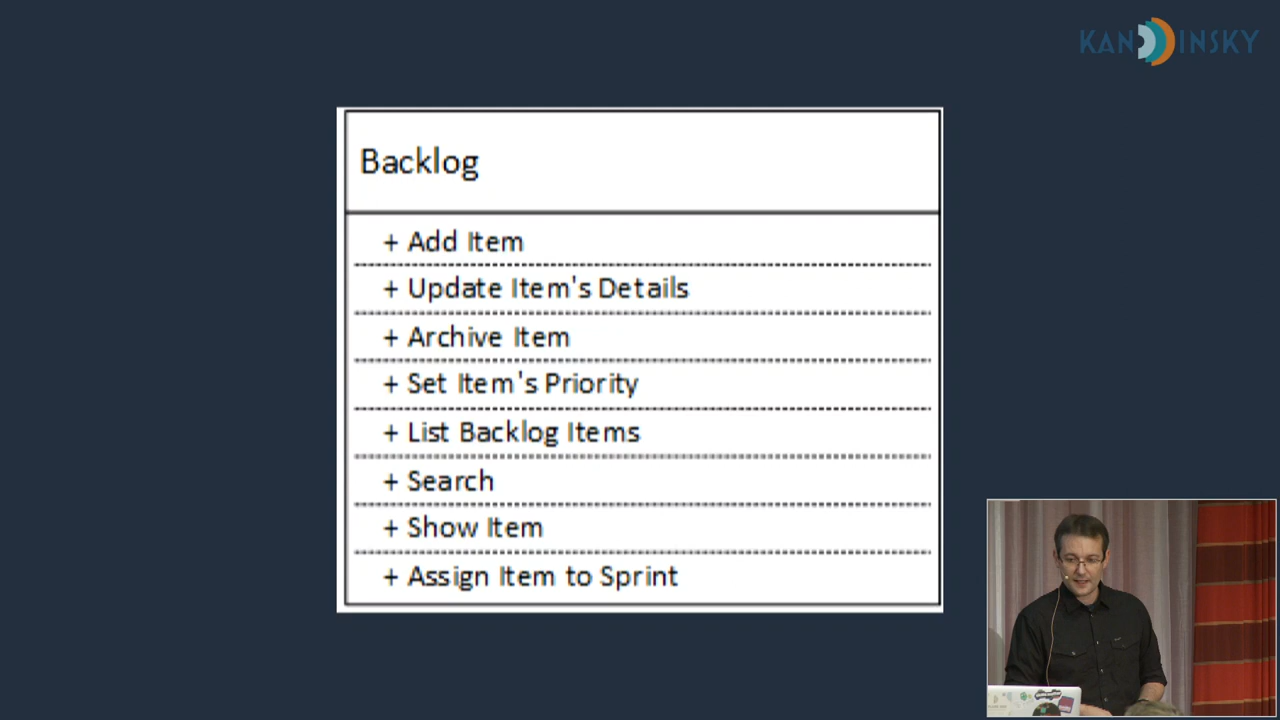 KANDDINSKY
Backlog
+ Add Item
+ Update Item's Details
+ Archive Item
+ Set Item's Priority
+ List Backlog Items
+ Search
+ Show Item
+ Assign Item to Sprint